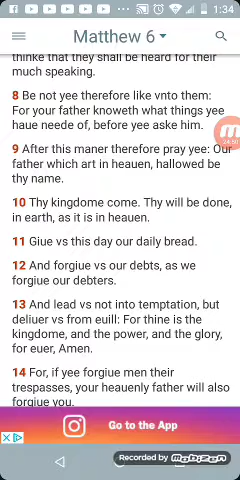 1:34
Matthew 6
thinke that they shall be heard for their
much speaking.
8 Be not yee therefore like vnto them:
For your father knoweth what things yee
haue neede of, before yee aske him.
9 After this maner therefore pray yee: Our
father which art in heauen, hallowed be
thy name.
10 Thy kingdome come. Thy will be done,
in earth, as it is in heauen.
11 Giue vs this day our daily bread.
12 And forgiue vs our debts, as we
forgiue our debters.
13 And lead vs not into temptation, but
deliuer vs from euill: For thine is the
kingdome, and the power, and the glory,
for euer, Amen.
14 For, if yee forgiue men their
trespasses, your heauenly father will also
forgiue you.
Go to the App
Recorded by
mobizen